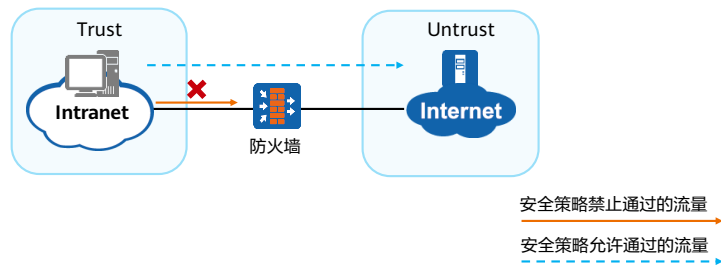 Trust
Untrust
Intranet
Internet
防火墙
安全策略禁止通过的流量
安全策略允许通过的流量